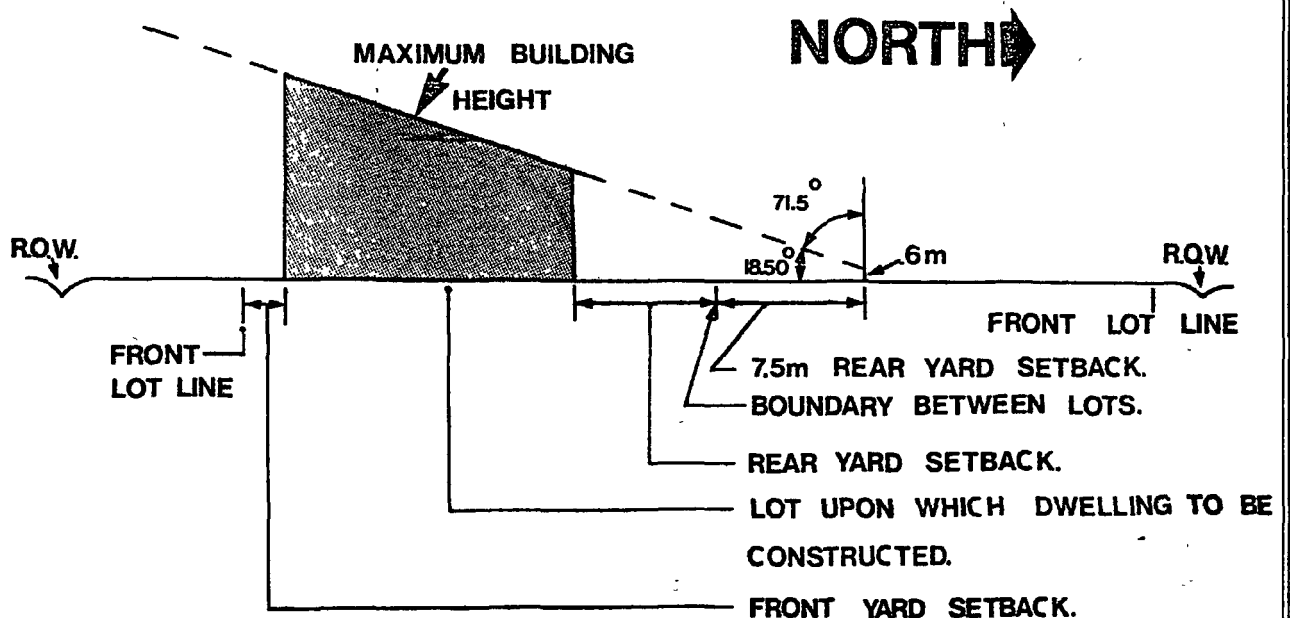 NORTH
MAXIMUM BUILDING
HEIGHT
71.5°
18.50°
.6m
R.O.W.
R.O.W.
FRONT LOT LINE
FRONT
LOT LINE
7.5m REAR YARD SETBACK.
BOUNDARY BETWEEN LOTS.
REAR YARD SETBACK.
LOT UPON WHICH DWELLING TO BE
CONSTRUCTED.
FRONT YARD SETBACK.